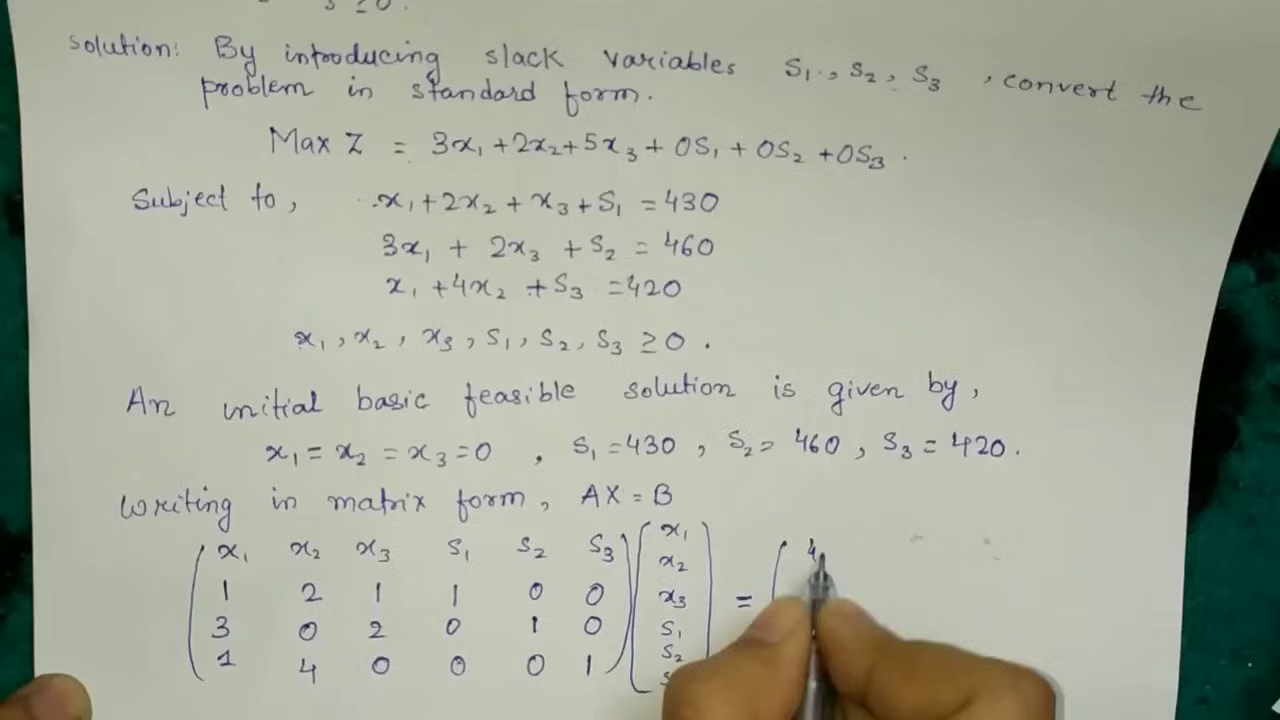 3 ≥0.
Solution: By introducing slack variables S₁, S₂, S₃, convert the
problem in standard form.
Max Z = 3x₁+2x₂+5x₃+0S₁+0S₂+0S₃.
Subject to, x₁+2x₂+x₃+S₁=430
3x₁ + 2x₃ +S₂=460
x₁+4x₂+S₃=420
x₁, x₂, x₃, S₁, S₂, S₃ ≥0.
An initial basic feasible solution is given by,
x₁=x₂=x₃=0, S₁=430, S₂=460, S₃=420.
Writing in matrix form, AX=B
x₁ x₂ x₃ S₁ S₂ S₃
1 2 1 1 0 0
3 0 2 0 1 0
1 4 0 0 0 1
x₁
x₂
x₃
S₁
S₂
=
4